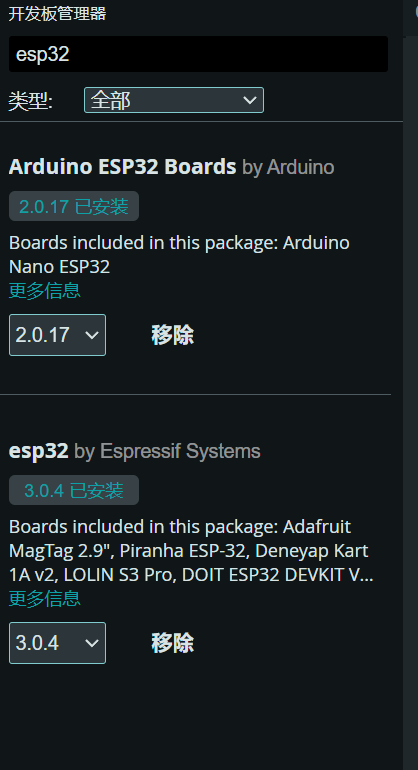 开发板管理器
esp32
类型:
全部
Arduino ESP32 Boards by Arduino
2.0.17 已安装
Boards included in this package: Arduino
Nano ESP32
更多信息
2.0.17
移除
esp32 by Espressif Systems
3.0.4 已安装
Boards included in this package: Adafruit
MagTag 2.9", Piranha ESP-32, Deneyap Kart
1A v2, LOLIN S3 Pro, DOIT ESP32 DEVKIT V...
更多信息
3.0.4
移除